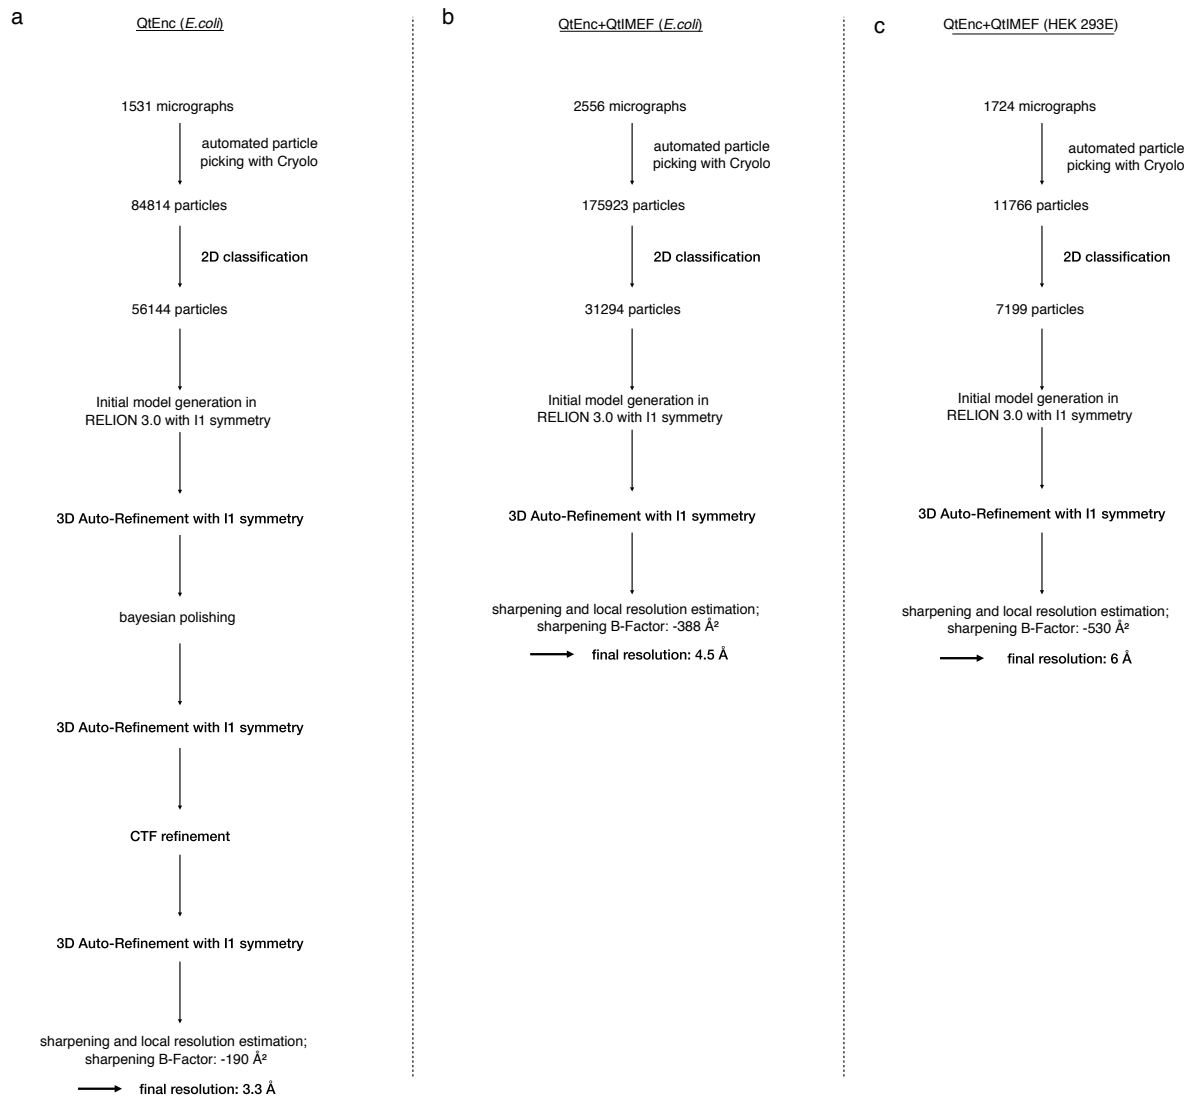 a
QtEnc (E.coli)
1531 micrographs
automated particle
picking with Cryolo
84814 particles
2D classification
56144 particles
Initial model generation in
RELION 3.0 with I1 symmetry
3D Auto-Refinement with I1 symmetry
bayesian polishing
3D Auto-Refinement with I1 symmetry
CTF refinement
3D Auto-Refinement with I1 symmetry
sharpening and local resolution estimation;
sharpening B-Factor: -190 Å²
final resolution: 3.3 Å
b
QtEnc+QtIMEF (E.coli)
2556 micrographs
automated particle
picking with Cryolo
175923 particles
2D classification
31294 particles
Initial model generation in
RELION 3.0 with I1 symmetry
3D Auto-Refinement with I1 symmetry
sharpening and local resolution estimation;
sharpening B-Factor: -388 Å²
final resolution: 4.5 Å
c
QtEnc+QtIMEF (HEK 293E)
1724 micrographs
automated particle
picking with Cryolo
11766 particles
2D classification
7199 particles
Initial model generation in
RELION 3.0 with I1 symmetry
3D Auto-Refinement with I1 symmetry
sharpening and local resolution estimation;
sharpening B-Factor: -530 Å²
final resolution: 6 Å